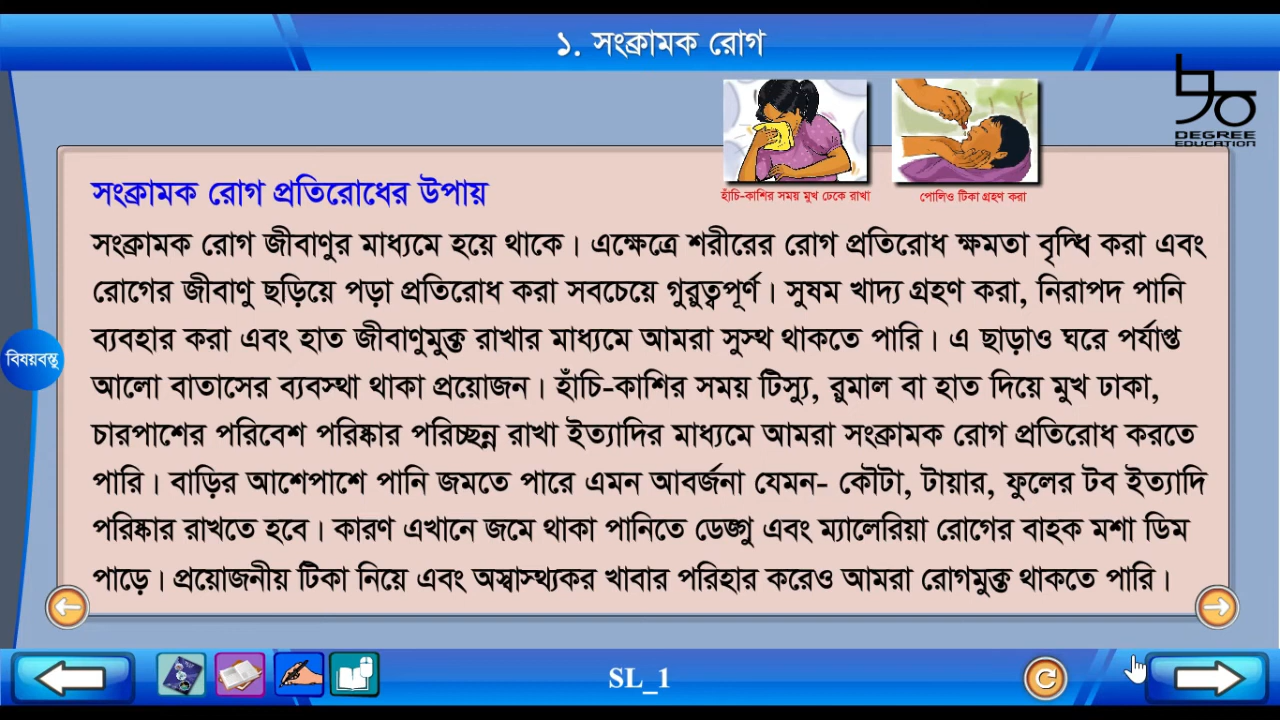 ১. সংক্রামক রোগ
DEGREE
EDUCATION
হাঁচি-কাশির সময় মুখ ঢেকে রাখা
পোলিও টিকা গ্রহণ করা
সংক্রামক রোগ প্রতিরোধের উপায়
সংক্রামক রোগ জীবাণুর মাধ্যমে হয়ে থাকে। এক্ষেত্রে শরীরের রোগ প্রতিরোধ ক্ষমতা বৃদ্ধি করা এবং
রোগের জীবাণু ছড়িয়ে পড়া প্রতিরোধ করা সবচেয়ে গুরুত্বপূর্ণ। সুষম খাদ্য গ্রহণ করা, নিরাপদ পানি
ব্যবহার করা এবং হাত জীবাণুমুক্ত রাখার মাধ্যমে আমরা সুস্থ থাকতে পারি। এ ছাড়াও ঘরে পর্যাপ্ত
আলো বাতাসের ব্যবস্থা থাকা প্রয়োজন। হাঁচি-কাশির সময় টিস্যু, রুমাল বা হাত দিয়ে মুখ ঢাকা,
চারপাশের পরিবেশ পরিষ্কার পরিচ্ছন্ন রাখা ইত্যাদির মাধ্যমে আমরা সংক্রামক রোগ প্রতিরোধ করতে
পারি। বাড়ির আশেপাশে পানি জমতে পারে এমন আবর্জনা যেমন- কৌটা, টায়ার, ফুলের টব ইত্যাদি
পরিষ্কার রাখতে হবে। কারণ এখানে জমে থাকা পানিতে ডেঙ্গু এবং ম্যালেরিয়া রোগের বাহক মশা ডিম
পাড়ে। প্রয়োজনীয় টিকা নিয়ে এবং অস্বাস্থ্যকর খাবার পরিহার করেও আমরা রোগমুক্ত থাকতে পারি।
বিষয়বস্তু
SL_1